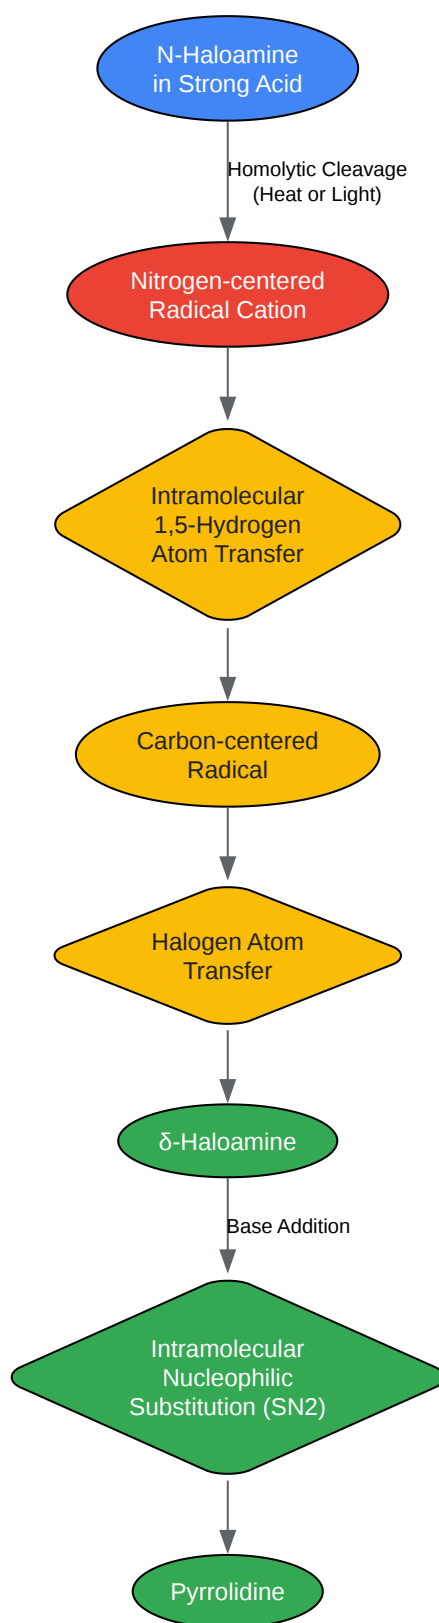 N-Haloamine
in Strong Acid
Homolytic Cleavage
(Heat or Light)
Nitrogen-centered
Radical Cation
Intramolecular
1,5-Hydrogen
Atom Transfer
Carbon-centered
Radical
Halogen Atom
Transfer
δ-Haloamine
Base Addition
Intramolecular
Nucleophilic
Substitution (SN2)
Pyrrolidine